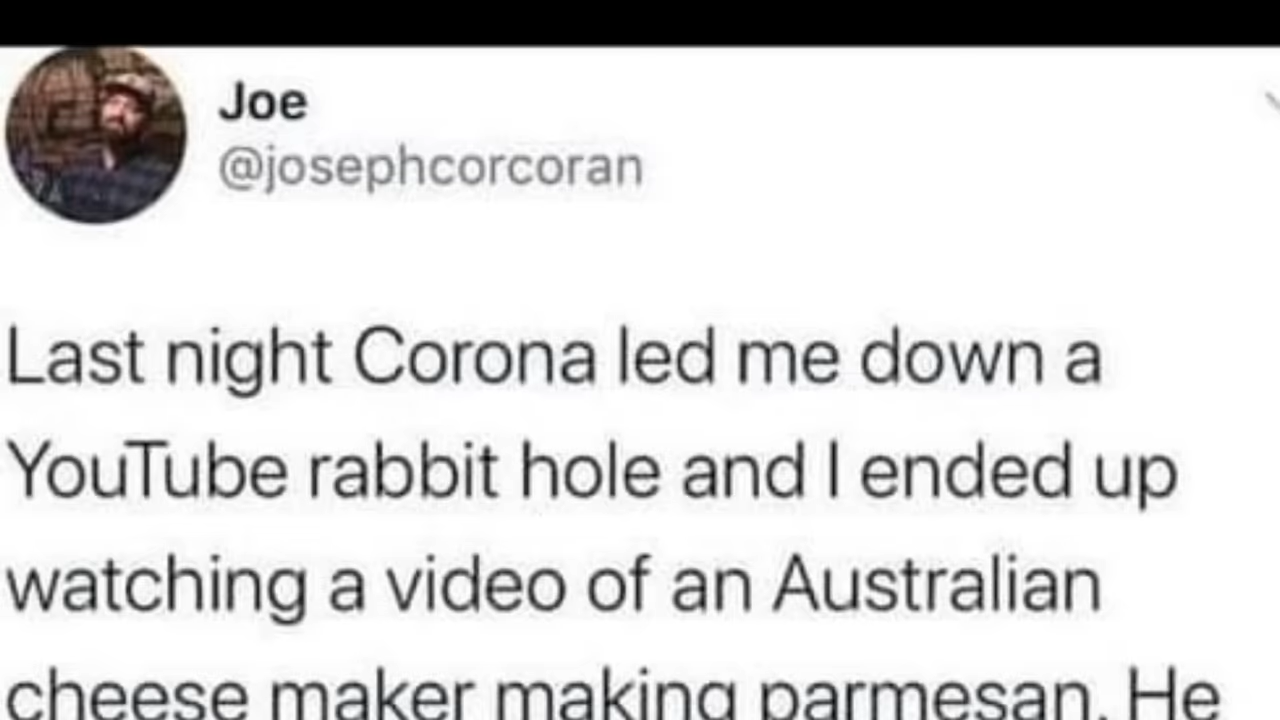 Joe
@josephcorcoran
Last night Corona led me down a
YouTube rabbit hole and I ended up
watching a video of an Australian
cheese maker making parmesan. He